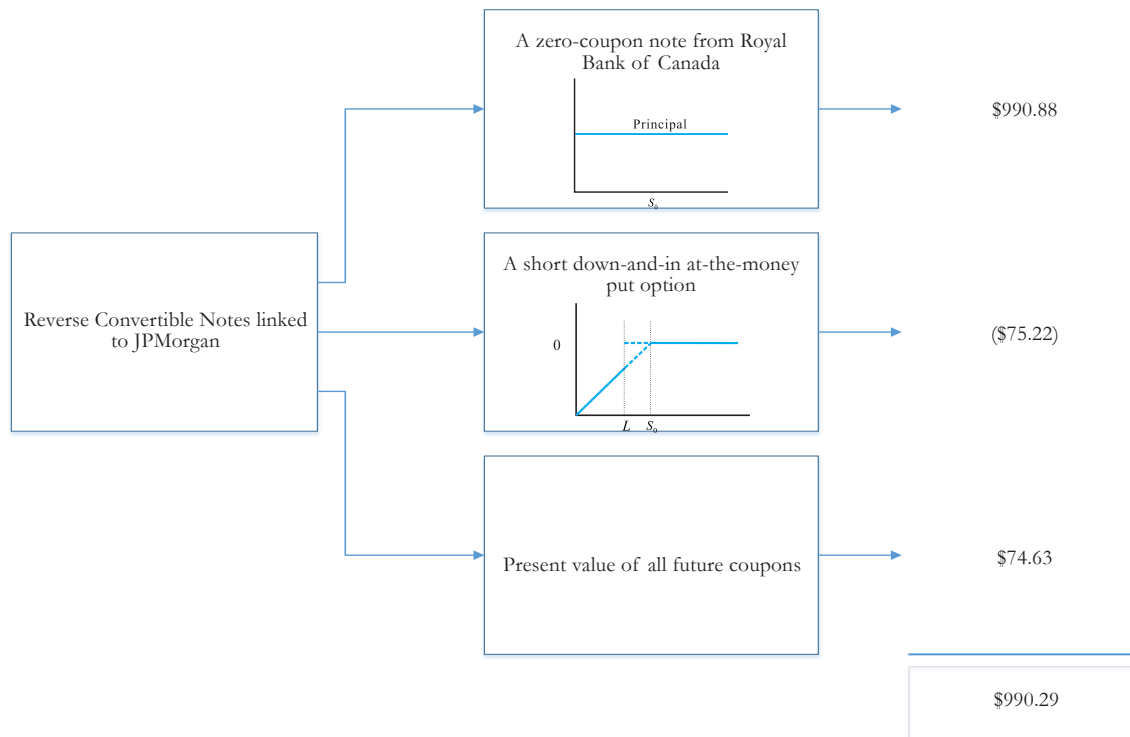 A zero-coupon note from Royal
Bank of Canada
Principal
S₀
$990.88
Reverse Convertible Notes linked
to JPMorgan
A short down-and-in at-the-money
put option
0
L S₀
($75.22)
Present value of all future coupons
$74.63
$990.29